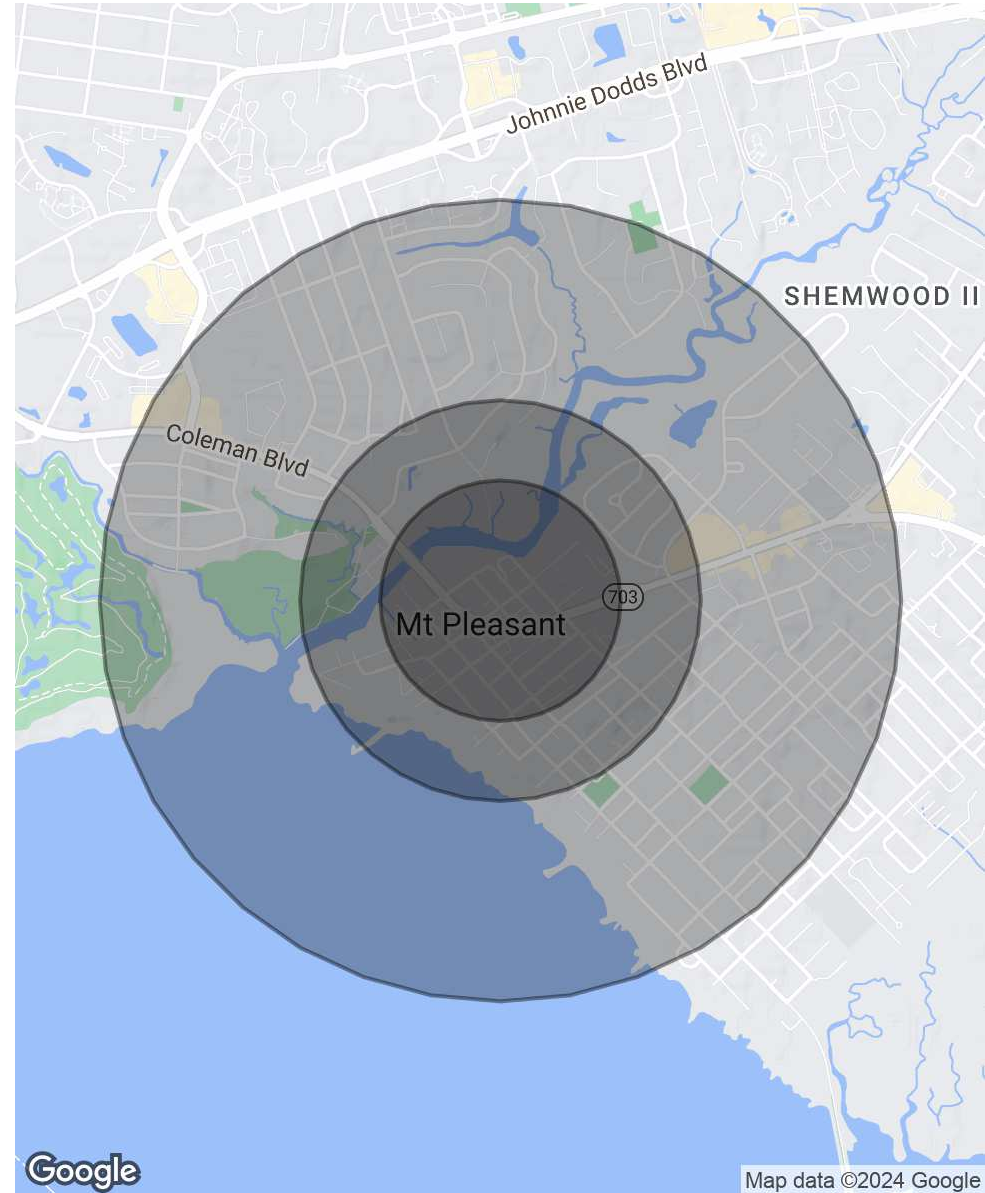 Johnnie Dodds Blvd
SHEMWOOD II
Coleman Blvd
703
Mt Pleasant
Google
Map data ©2024 Google